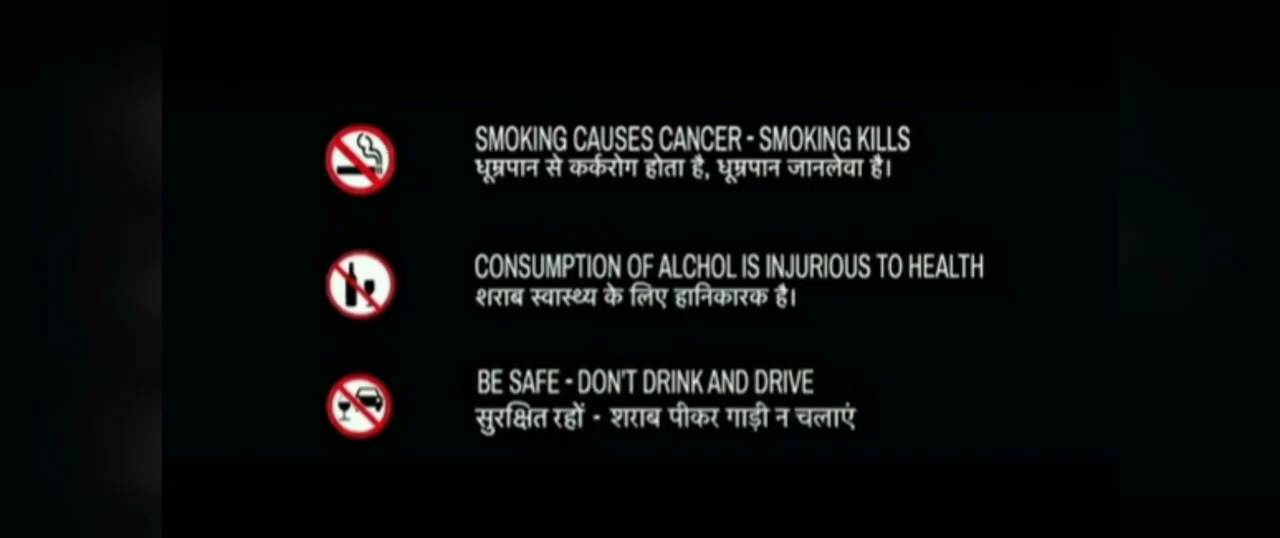 SMOKING CAUSES CANCER - SMOKING KILLS
धूम्रपान से कर्करोग होता है, धूम्रपान जानलेवा है।
CONSUMPTION OF ALCHOL IS INJURIOUS TO HEALTH
शराब स्वास्थ्य के लिए हानिकारक है।
BE SAFE - DON'T DRINK AND DRIVE
सुरक्षित रहों - शराब पीकर गाड़ी न चलाएं